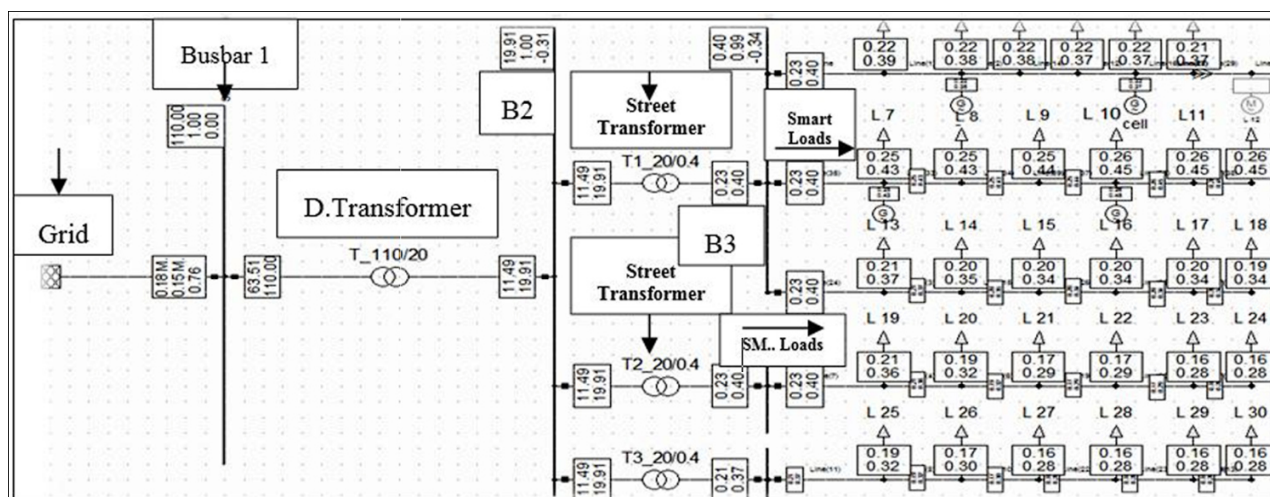 Busbar 1
19.91
1.00
-0.31
0.40
0.99
-0.34
0.23
0.40
0.22
0.39
0.22
0.38
0.22
0.38
0.22
0.37
0.22
0.37
0.21
0.37
110.00
1.00
0.00
B2
Street
Transformer
Smart
Loads
L 7
L 8
L 9
L 10
cell
L11
T1_20/0.4
11.49
19.91
0.23
0.40
0.23
0.40
0.25
0.43
0.25
0.43
0.25
0.44
0.26
0.45
0.26
0.45
0.26
0.45
Grid
D.Transformer
T_110/20
0.18M.
0.15M.
0.76
63.51
110.00
11.49
19.91
Street
Transformer
B3
0.23
0.40
L 13
L 14
L 15
L 16
L 17
L 18
0.21
0.37
0.20
0.35
0.20
0.34
0.20
0.34
0.20
0.34
0.19
0.34
SM.. Loads
L 19
L 20
L 21
L 22
L 23
L 24
T2_20/0.4
11.49
19.91
0.23
0.40
0.23
0.40
0.21
0.36
0.19
0.32
0.17
0.29
0.17
0.29
0.16
0.28
0.16
0.28
L 25
L 26
L 27
L 28
L 29
L 30
T3_20/0.4
11.49
19.91
0.21
0.37
Line(11)
0.19
0.32
0.17
0.30
0.16
0.28
0.16
0.28
0.16
0.28
0.16
0.28